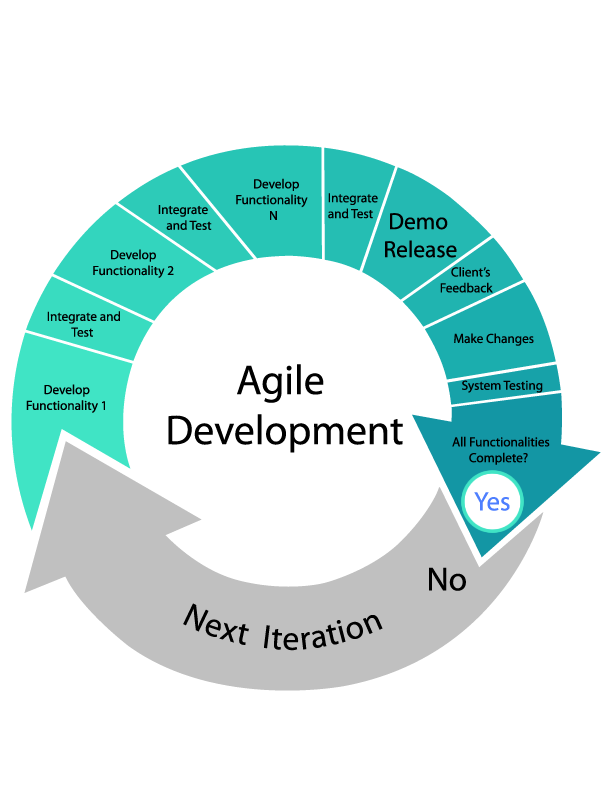 Develop
Functionality 1
Integrate and
Test
Develop
Functionality 2
Integrate
and Test
Develop
Functionality
N
Integrate
and Test
Demo
Release
Client's
Feedback
Make Changes
System Testing
All Functionalities
Complete?
Yes
No
Next Iteration
Agile
Development